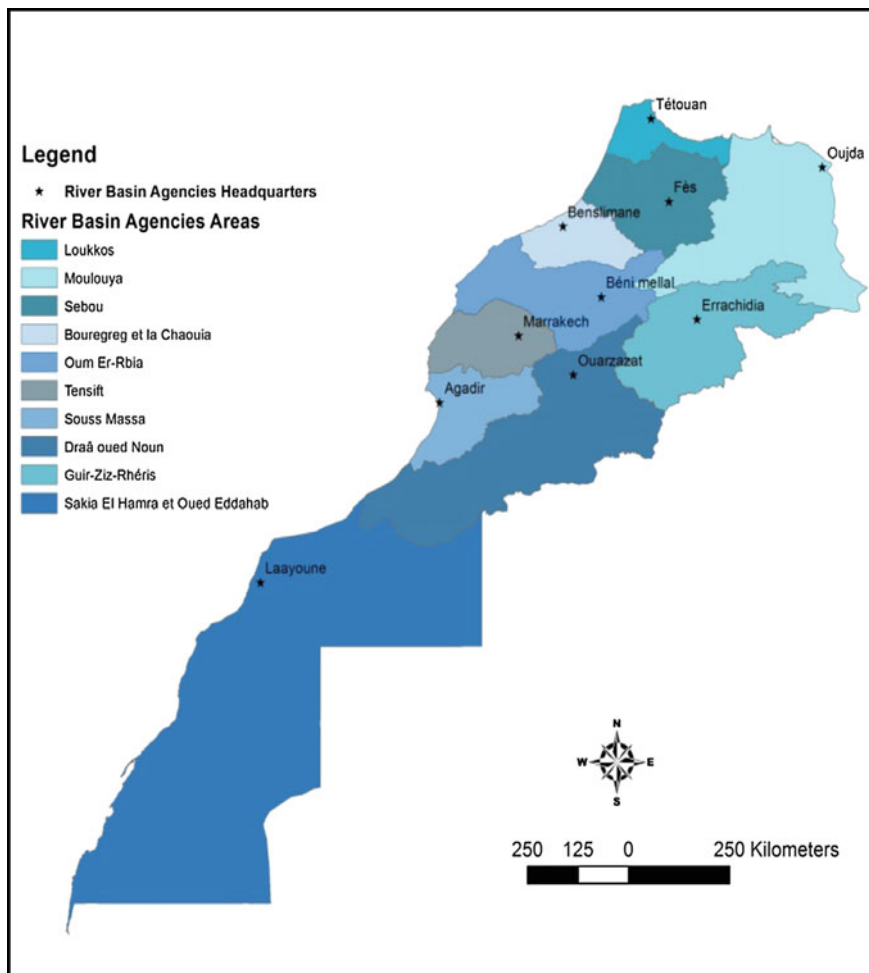 Tétouan
Oujda
Legend
River Basin Agencies Headquarters
River Basin Agencies Areas
Loukkos
Moulouya
Sebou
Bouregreg et la Chaouia
Oum Er-Rbia
Tensift
Souss Massa
Draâ oued Noun
Guir-Ziz-Rhéris
Sakia El Hamra et Oued Eddahab
Fès
Benslimane
Béni mellal
Errachidia
Marrakech
Ouarzazat
Agadir
Laayoune
N
W E
S
250 125 0 250 Kilometers